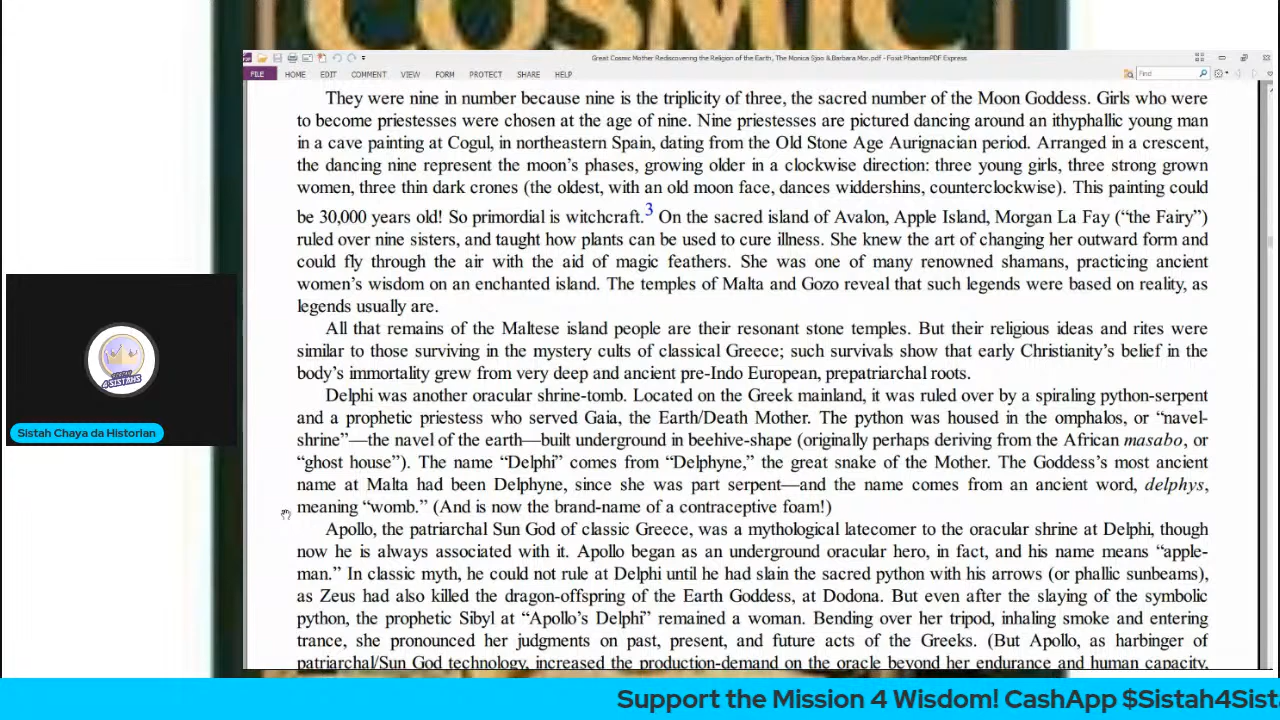 COSMIC
Great Cosmic Mother Rediscovering the Religion of the Earth, The Monica Sjoo & Barbara Mor.pdf - Foxit PhantomPDF Express
FILE HOME EDIT COMMENT VIEW FORM PROTECT SHARE HELP Find
They were nine in number because nine is the triplicity of three, the sacred number of the Moon Goddess. Girls who were
to become priestesses were chosen at the age of nine. Nine priestesses are pictured dancing around an ithyphallic young man
in a cave painting at Cogul, in northeastern Spain, dating from the Old Stone Age Aurignacian period. Arranged in a crescent,
the dancing nine represent the moon’s phases, growing older in a clockwise direction: three young girls, three strong grown
women, three thin dark crones (the oldest, with an old moon face, dances widdershins, counterclockwise). This painting could
be 30,000 years old! So primordial is witchcraft.3 On the sacred island of Avalon, Apple Island, Morgan La Fay (“the Fairy”)
ruled over nine sisters, and taught how plants can be used to cure illness. She knew the art of changing her outward form and
could fly through the air with the aid of magic feathers. She was one of many renowned shamans, practicing ancient
women’s wisdom on an enchanted island. The temples of Malta and Gozo reveal that such legends were based on reality, as
legends usually are.
All that remains of the Maltese island people are their resonant stone temples. But their religious ideas and rites were
similar to those surviving in the mystery cults of classical Greece; such survivals show that early Christianity’s belief in the
body’s immortality grew from very deep and ancient pre-Indo European, prepatriarchal roots.
Delphi was another oracular shrine-tomb. Located on the Greek mainland, it was ruled over by a spiraling python-serpent
and a prophetic priestess who served Gaia, the Earth/Death Mother. The python was housed in the omphalos, or “navel-
shrine”—the navel of the earth—built underground in beehive-shape (originally perhaps deriving from the African masabo, or
“ghost house”). The name “Delphi” comes from “Delphyne,” the great snake of the Mother. The Goddess’s most ancient
name at Malta had been Delphyne, since she was part serpent—and the name comes from an ancient word, delphys,
meaning “womb.” (And is now the brand-name of a contraceptive foam!)
Apollo, the patriarchal Sun God of classic Greece, was a mythological latecomer to the oracular shrine at Delphi, though
now he is always associated with it. Apollo began as an underground oracular hero, in fact, and his name means “apple-
man.” In classic myth, he could not rule at Delphi until he had slain the sacred python with his arrows (or phallic sunbeams),
as Zeus had also killed the dragon-offspring of the Earth Goddess, at Dodona. But even after the slaying of the symbolic
python, the prophetic Sibyl at “Apollo’s Delphi” remained a woman. Bending over her tripod, inhaling smoke and entering
trance, she pronounced her judgments on past, present, and future acts of the Greeks. (But Apollo, as harbinger of
patriarchal/Sun God technology, increased the production-demand on the oracle beyond her endurance and human capacity,
4 SISTAHS
Sistah Chaya da Historian
Support the Mission 4 Wisdom! CashApp $Sistah4Sist